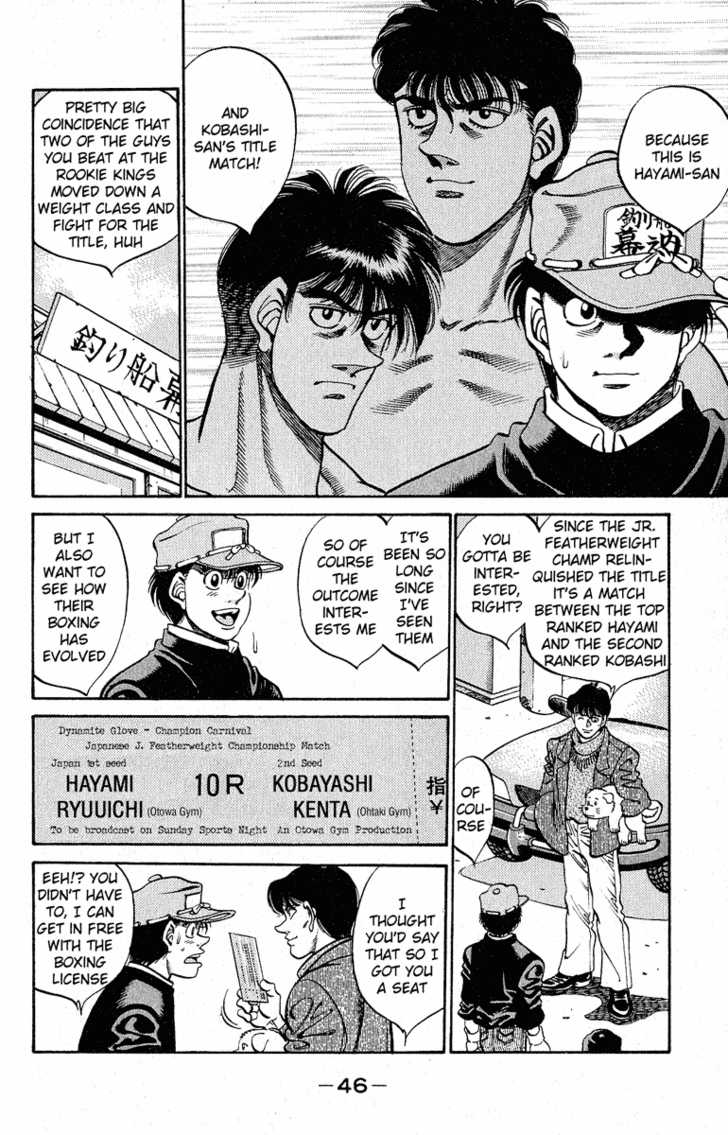 BECAUSE
THIS IS
HAYAMI-SAN
AND
KOBASHI-
SAN'S TITLE
MATCH!
釣り船
幕
PRETTY BIG
COINCIDENCE THAT
TWO OF THE GUYS
YOU BEAT AT THE
ROOKIE KINGS
MOVED DOWN A
WEIGHT CLASS AND
FIGHT FOR THE
TITLE, HUH
釣り船幕
SINCE THE JR.
FEATHERWEIGHT
CHAMP RELIN-
QUISHED THE TITLE
IT'S A MATCH
BETWEEN THE TOP
RANKED HAYAMI
AND THE SECOND
RANKED KOBASHI
YOU
GOTTA BE
INTER-
ESTED,
RIGHT?
OF
COU-
RSE
IT'S
BEEN SO
LONG
SINCE
I'VE
SEEN
THEM
SO OF
COURSE
THE
OUTCOME
INTER-
ESTS ME
BUT I
ALSO
WANT TO
SEE HOW
THEIR
BOXING
HAS
EVOLVED
Dynamite Glove - Champion Carnival
Japanese J. Featherweight Championship Match
Japan 1st seed 2nd Seed
HAYAMI 10R KOBAYASHI
RYUUICHI (Otowa Gym) KENTA (Ohtaki Gym)
To be broadcast on Sunday Sports Night An Otowa Gym Production
指
¥
I
THOUGHT
YOU'D SAY
THAT SO I
GOT YOU
A SEAT
EEH!? YOU
DIDN'T HAVE
TO, I CAN
GET IN FREE
WITH THE
BOXING
LICENSE
—46—